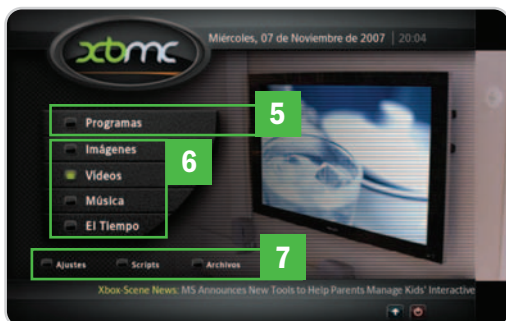 xbmc
Miércoles, 07 de Noviembre de 2007 | 20:04
5
Programas
Imágenes
6
Vídeos
Música
El Tiempo
7
Ajustes Scripts Archivos
Xbox-Scene News: MS Announces New Tools to Help Parents Manage Kids' Interactive